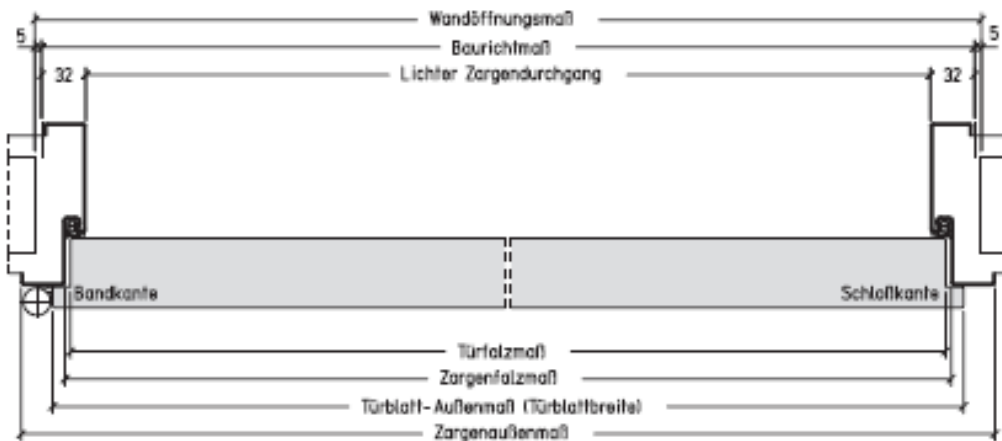 Wandöffnungsmaß
5 5
Baurichtmaß
32 Lichter Zargendurchgang 32
Bandkante Schloßkante
Türfalzmaß
Zargenfalzmaß
Türblatt-Außenmaß (Türblattbreite)
Zargenaußenmaß